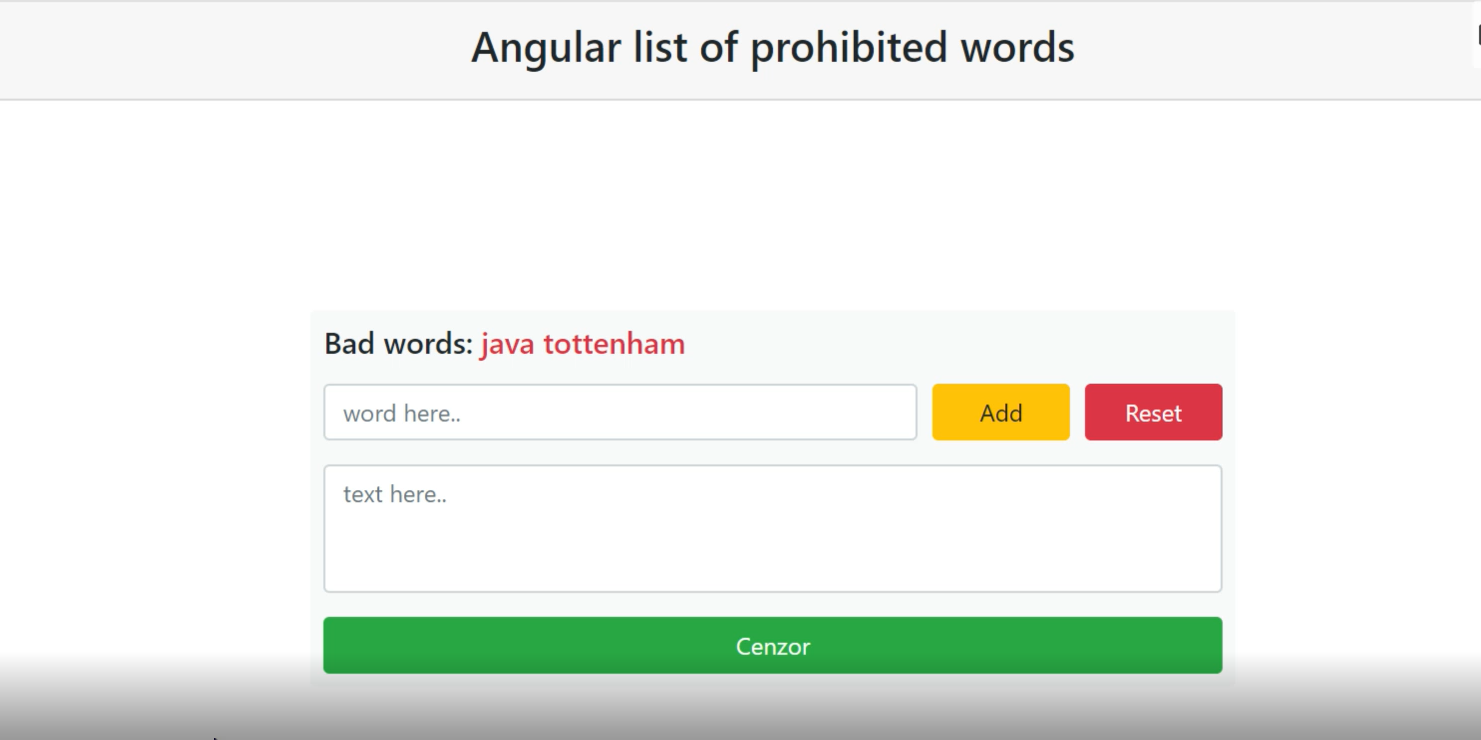 Angular list of prohibited words
Bad words: java tottenham
word here..
Add
Reset
text here..
Cenzor